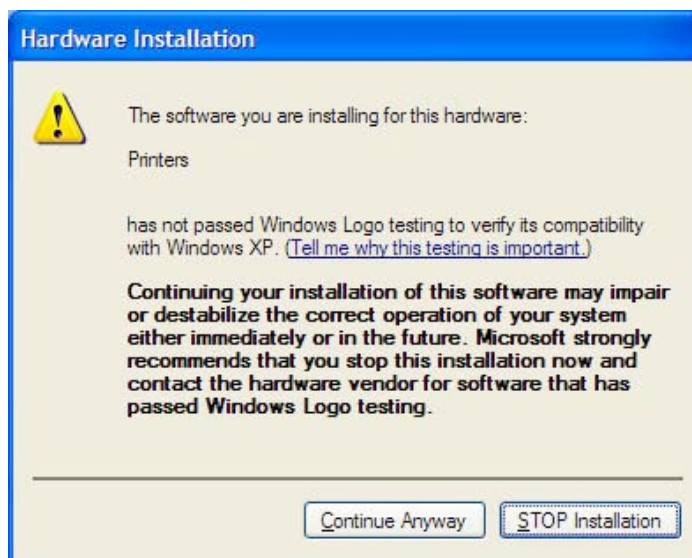 Hardware Installation
The software you are installing for this hardware:
Printers
has not passed Windows Logo testing to verify its compatibility
with Windows XP. (Tell me why this testing is important.)
Continuing your installation of this software may impair
or destabilize the correct operation of your system
either immediately or in the future. Microsoft strongly
recommends that you stop this installation now and
contact the hardware vendor for software that has
passed Windows Logo testing.
Continue Anyway
STOP Installation